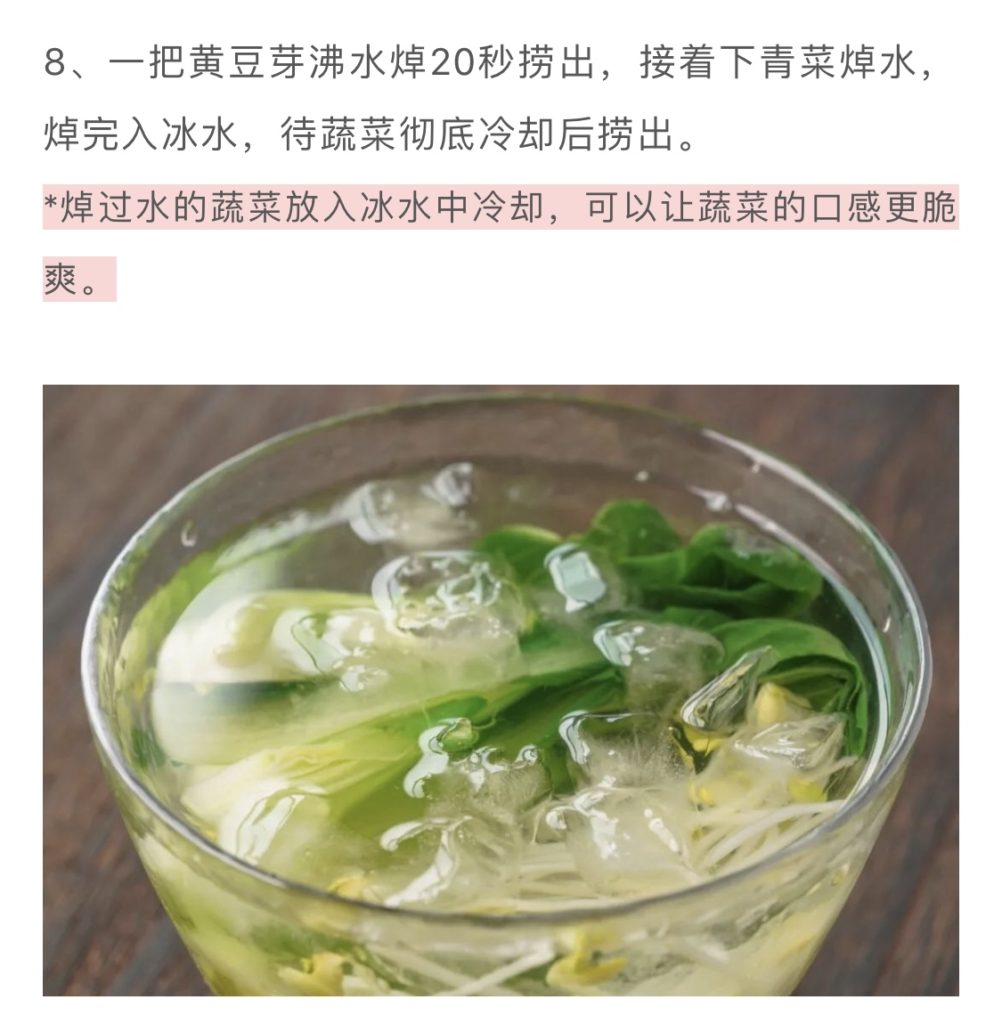 8、一把黄豆芽沸水焯20秒捞出，接着下青菜焯水，
焯完入冰水，待蔬菜彻底冷却后捞出。
*焯过水的蔬菜放入冰水中冷却，可以让蔬菜的口感更脆
爽。